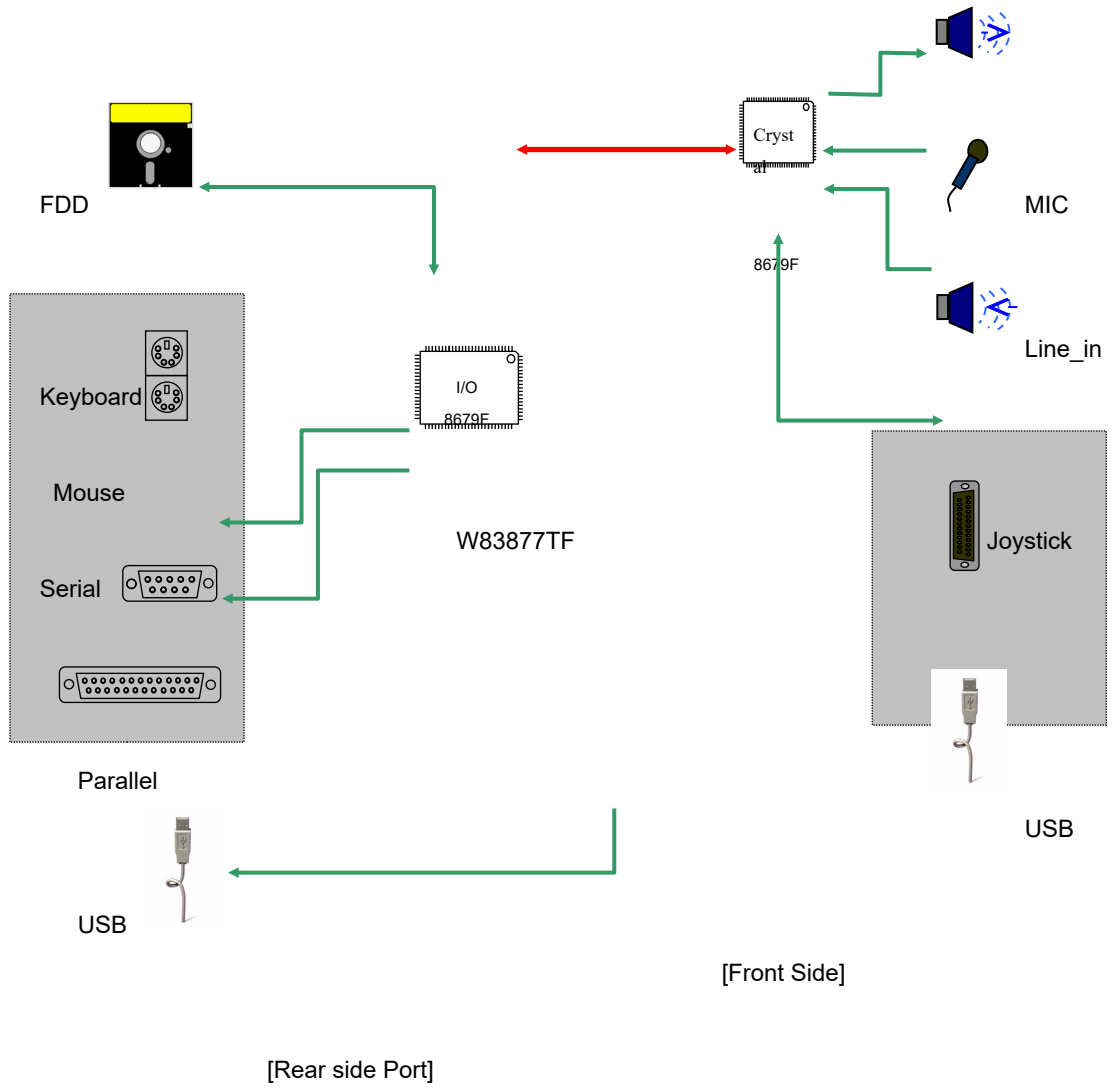 Cryst
al
FDD
MIC
8679F
Line_in
Keyboard
I/O
8679F
Mouse
W83877TF
Joystick
Serial
Parallel
USB
USB
[Front Side]
[Rear side Port]